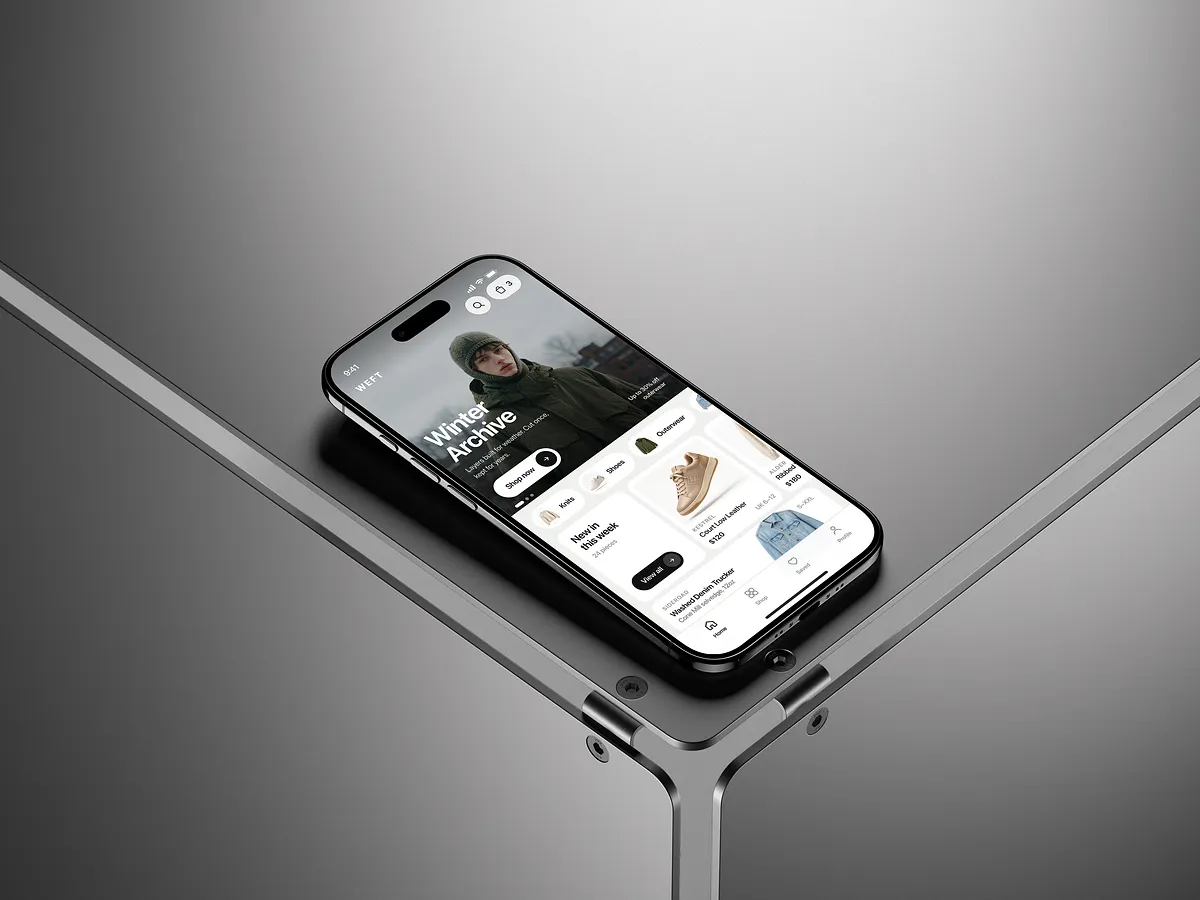 9:41
3
WEFT
Winter
Archive
Layers built for weather. Cut once,
kept for years.
Up to 30% off
outerwear
Shop now
Knits
Shoes
Outerwear
New in
this week
24 pieces
View all
KESTREL
Court Low Leather
$120
UK 6–12
ALDER
Ribbed
$180
SIDEROAD
Washed Denim Trucker
Cone Mill selvedge, 12oz
S–XXL
Home
Shop
Saved
Profile